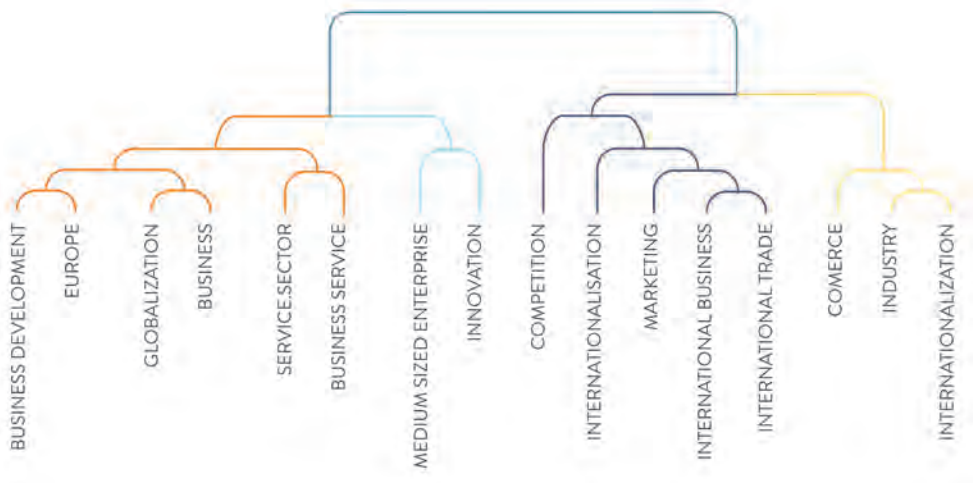 BUSINESS DEVELOPMENT
EUROPE
GLOBALIZATION
BUSINESS
SERVICE.SECTOR
BUSINESS SERVICE
MEDIUM SIZED ENTERPRISE
INNOVATION
COMPETITION
INTERNATIONALISATION
MARKETING
INTERNATIONAL BUSINESS
INTERNATIONAL TRADE
COMERCE
INDUSTRY
INTERNATIONALIZATION